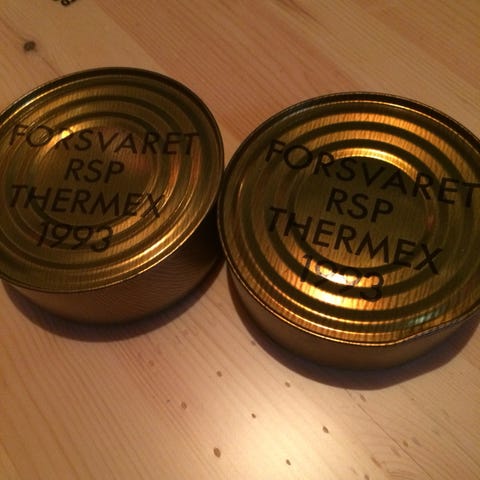 FORSVARET
RSP
THERMEX
1993
FORSVARET
RSP
THERMEX
1993